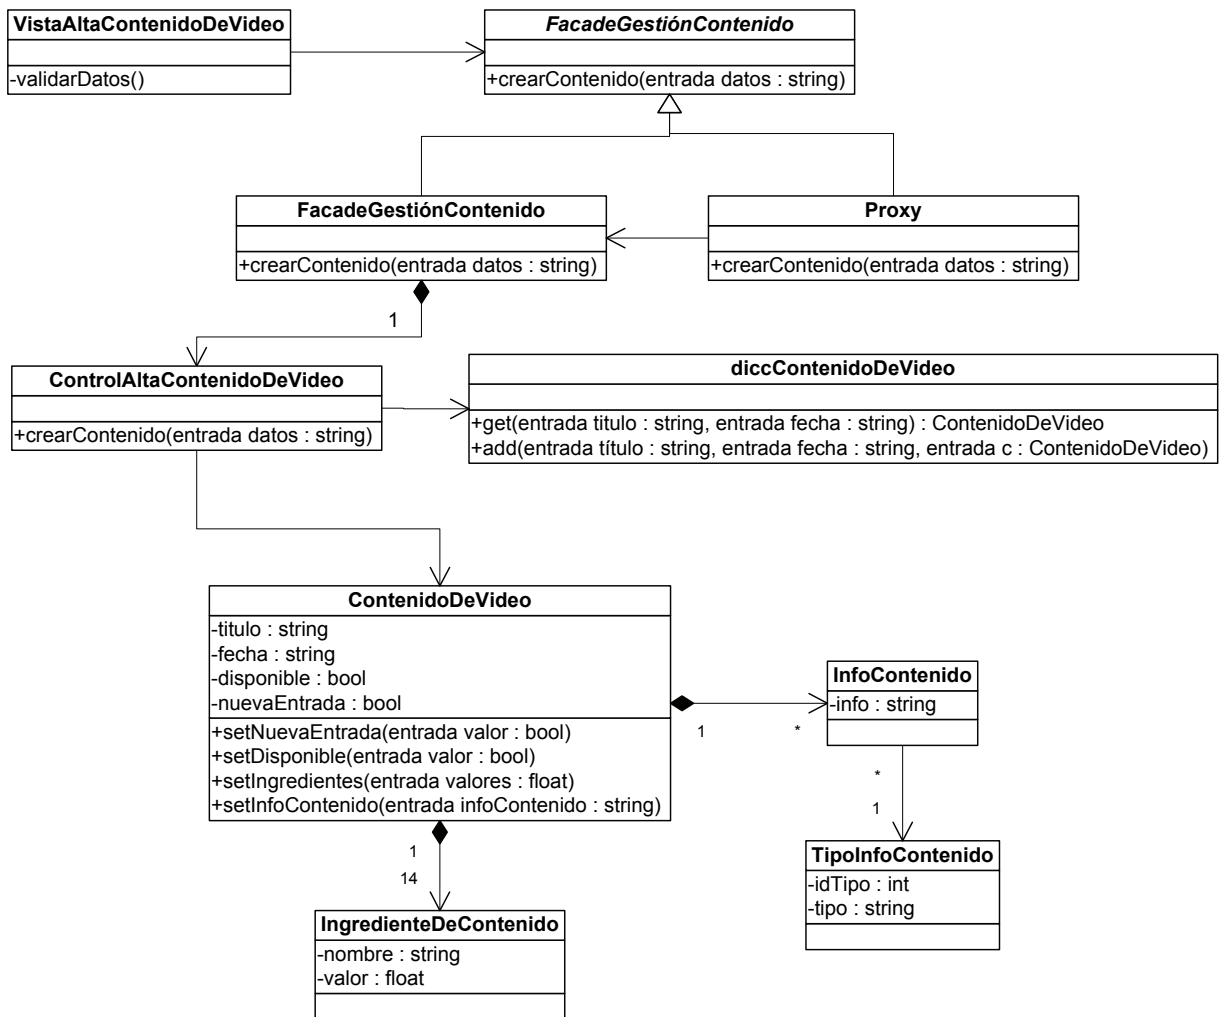 VistaAltaContenidoDeVideo
-validarDatos()
FacadeGestiónContenido
+crearContenido(entrada datos : string)
FacadeGestiónContenido
+crearContenido(entrada datos : string)
Proxy
+crearContenido(entrada datos : string)
1
ControlAltaContenidoDeVideo
+crearContenido(entrada datos : string)
diccContenidoDeVideo
+get(entrada titulo : string, entrada fecha : string) : ContenidoDeVideo
+add(entrada título : string, entrada fecha : string, entrada c : ContenidoDeVideo)
ContenidoDeVideo
-titulo : string
-fecha : string
-disponible : bool
-nuevaEntrada : bool
+setNuevaEntrada(entrada valor : bool)
+setDisponible(entrada valor : bool)
+setIngredientes(entrada valores : float)
+setInfoContenido(entrada infoContenido : string)
1
*
InfoContenido
-info : string
*
1
TipoInfoContenido
-idTipo : int
-tipo : string
1
14
IngredienteDeContenido
-nombre : string
-valor : float